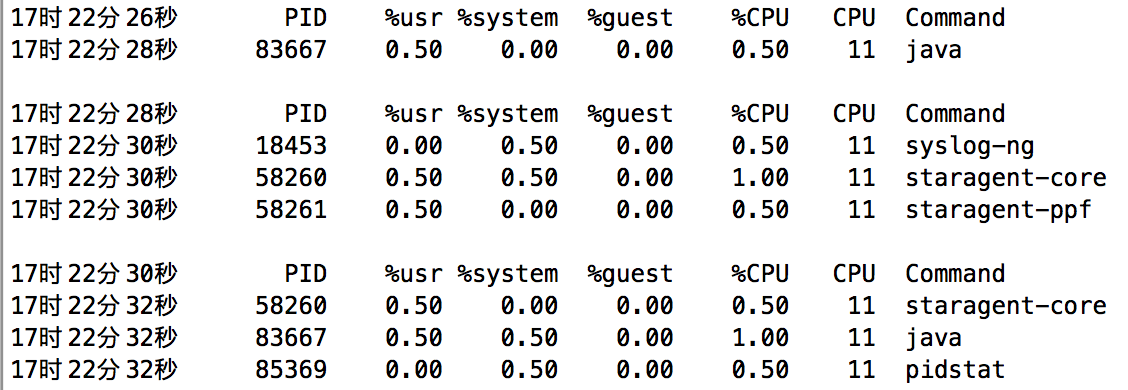 17时 22分 26秒 PID %usr %system %guest %CPU CPU Command
17时 22分 28秒 83667 0.50 0.00 0.00 0.50 11 java
17时 22分 28秒 PID %usr %system %guest %CPU CPU Command
17时 22分 30秒 18453 0.00 0.50 0.00 0.50 11 syslog-ng
17时 22分 30秒 58260 0.50 0.50 0.00 1.00 11 staragent-core
17时 22分 30秒 58261 0.50 0.00 0.00 0.50 11 staragent-ppf
17时 22分 30秒 PID %usr %system %guest %CPU CPU Command
17时 22分 32秒 58260 0.50 0.00 0.00 0.50 11 staragent-core
17时 22分 32秒 83667 0.50 0.50 0.00 1.00 11 java
17时 22分 32秒 85369 0.00 0.50 0.00 0.50 11 pidstat